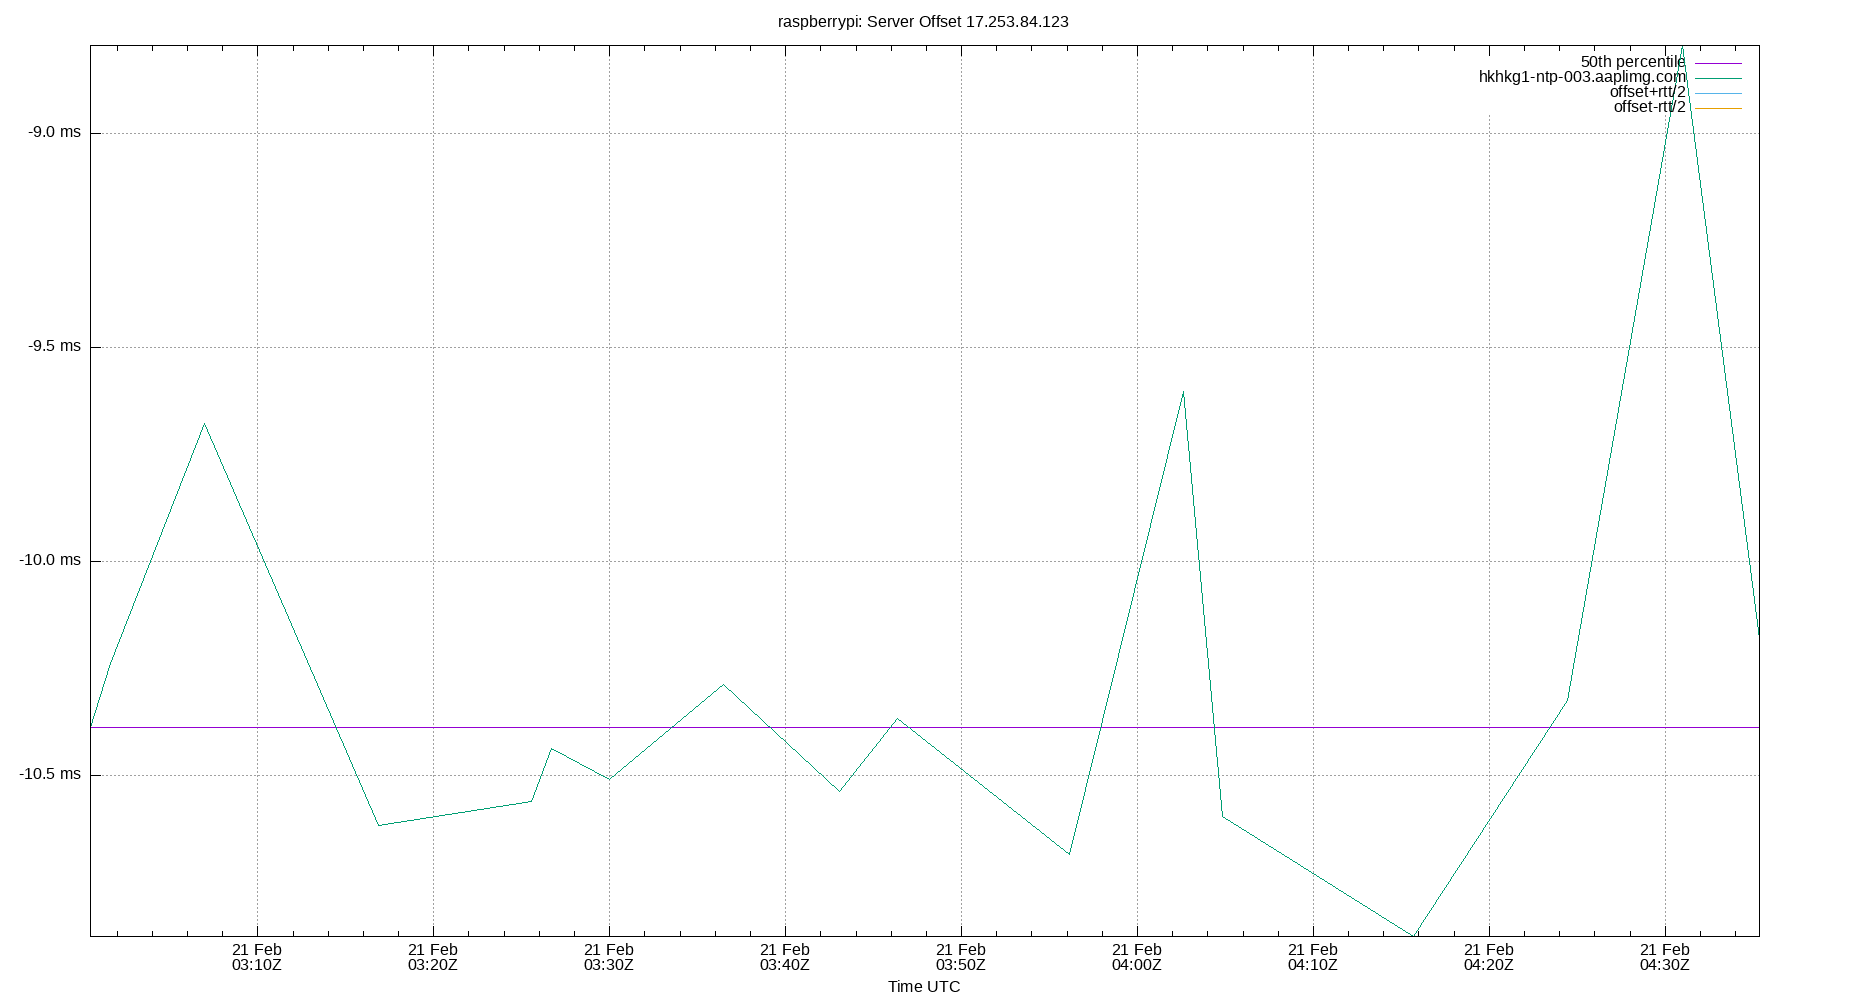 raspberrypi: Server Offset 17.253.84.123
50th percentile
hkhkg1-ntp-003.aaplimg.com
offset+rtt/2
offset-rtt/2
-9.0 ms
-9.5 ms
-10.0 ms
-10.5 ms
21 Feb 21 Feb 21 Feb 21 Feb 21 Feb 21 Feb 21 Feb 21 Feb 21 Feb
03:10Z 03:20Z 03:30Z 03:40Z 03:50Z 04:00Z 04:10Z 04:20Z 04:30Z
Time UTC